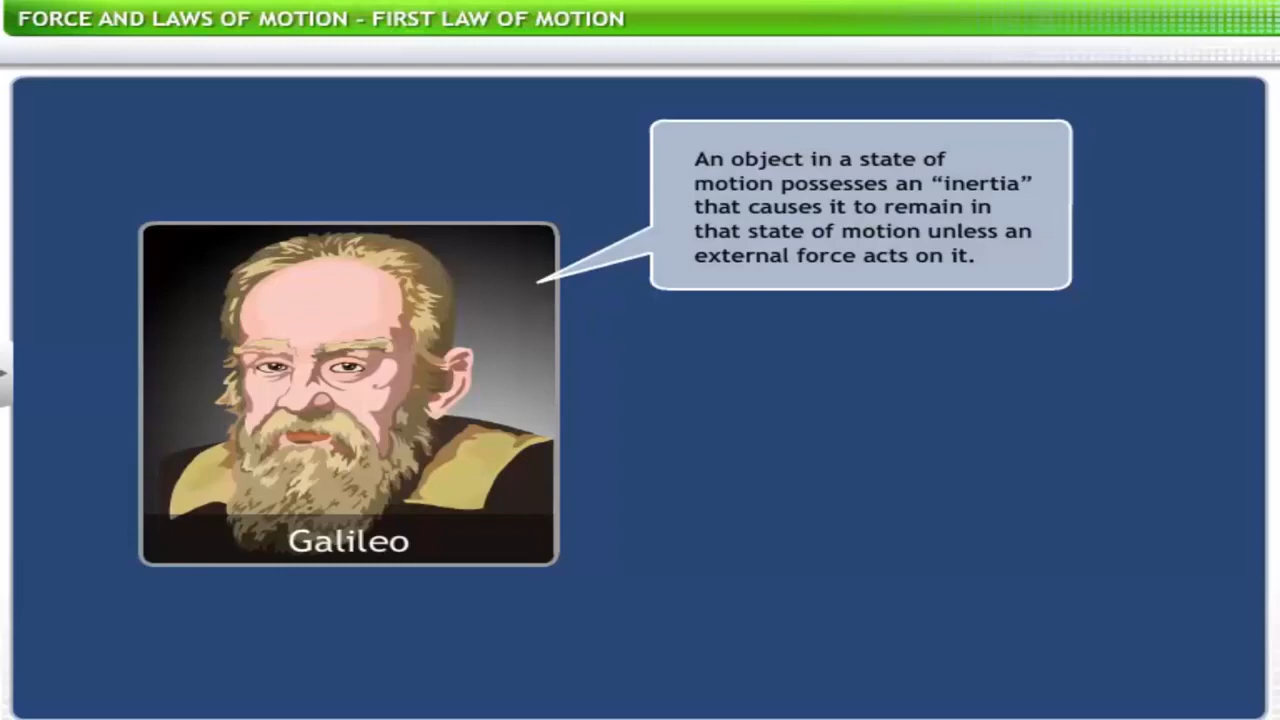 FORCE AND LAWS OF MOTION - FIRST LAW OF MOTION
An object in a state of
motion possesses an “inertia”
that causes it to remain in
that state of motion unless an
external force acts on it.
Galileo